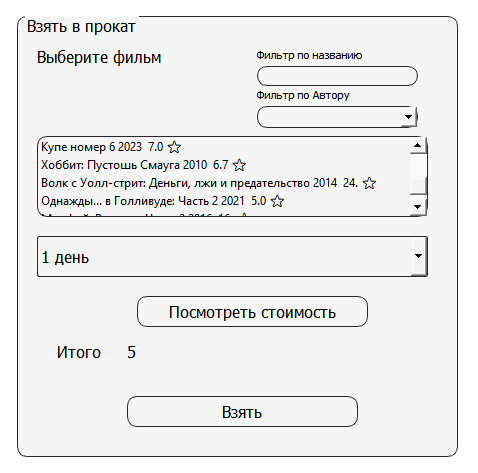 Взять в прокат
Выберите фильм
Фильтр по названию
Фильтр по Автору
Купе номер 6 2023 7.0 ☆
Хоббит: Пустошь Смауга 2010 6.7 ☆
Волк с Уолл-стрит: Деньги, лжи и предательство 2014 24. ☆
Однажды... в Голливуде: Часть 2 2021 5.0 ☆
1 день
Посмотреть стоимость
Итого 5
Взять